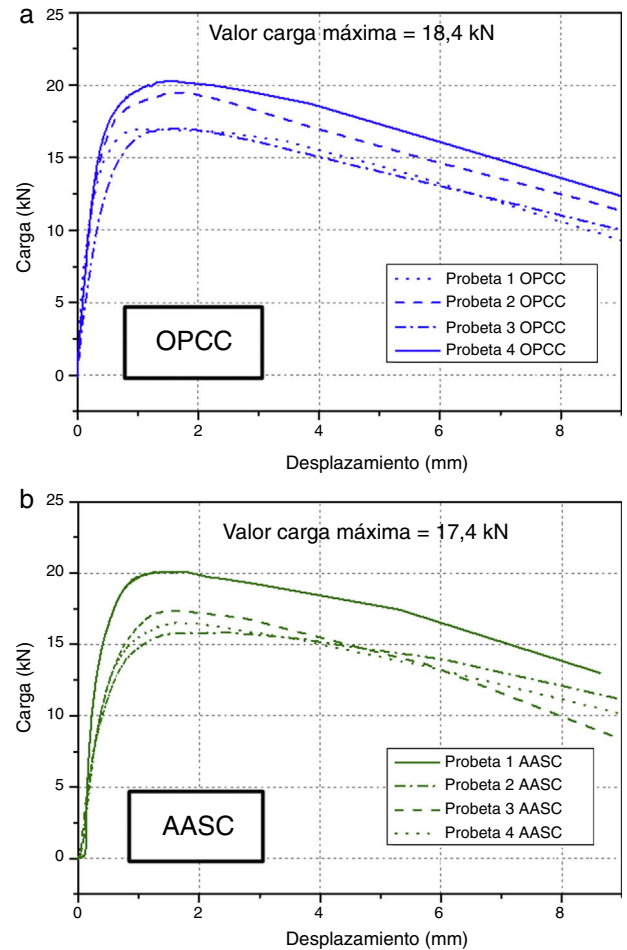 a
Valor carga máxima = 18,4 kN
25
20
15
10
5
0
Carga (kN)
Probeta 1 OPCC
Probeta 2 OPCC
Probeta 3 OPCC
Probeta 4 OPCC
OPCC
0 2 4 6 8
Desplazamiento (mm)
b
Valor carga máxima = 17,4 kN
25
20
15
10
5
0
Carga (kN)
Probeta 1 AASC
Probeta 2 AASC
Probeta 3 AASC
Probeta 4 AASC
AASC
0 2 4 6 8
Desplazamiento (mm)